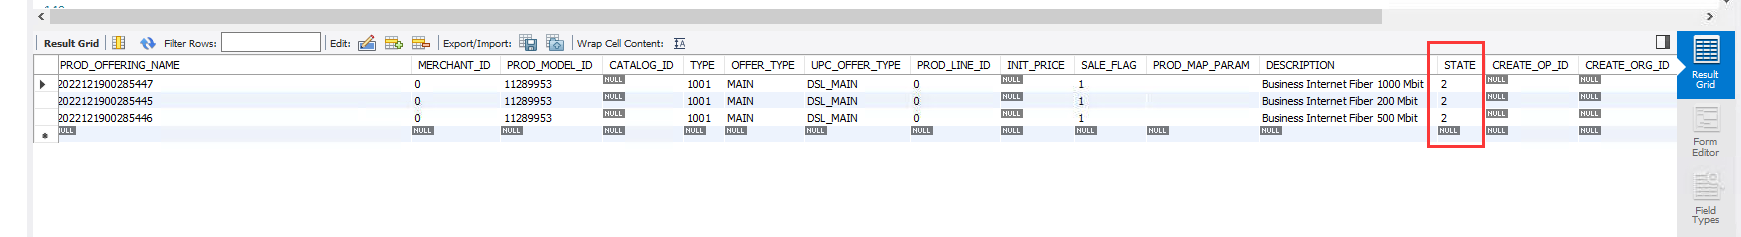 Result Grid Filter Rows: Edit: Export/Import: Wrap Cell Content:
PROD_OFFERING_NAME MERCHANT_ID PROD_MODEL_ID CATALOG_ID TYPE OFFER_TYPE UPC_OFFER_TYPE PROD_LINE_ID INIT_PRICE SALE_FLAG PROD_MAP_PARAM DESCRIPTION STATE CREATE_OP_ID CREATE_ORG_ID
2022121900285447 0 11289953 NULL 1001 MAIN DSL_MAIN 0 NULL 1 Business Internet Fiber 1000 Mbit 2 NULL NULL
2022121900285445 0 11289953 NULL 1001 MAIN DSL_MAIN 0 NULL 1 Business Internet Fiber 200 Mbit 2 NULL NULL
2022121900285446 0 11289953 NULL 1001 MAIN DSL_MAIN 0 NULL 1 Business Internet Fiber 500 Mbit 2 NULL NULL
NULL NULL NULL NULL NULL NULL NULL NULL NULL NULL NULL NULL NULL NULL NULL
Result
Grid
Form
Editor
Field
Types